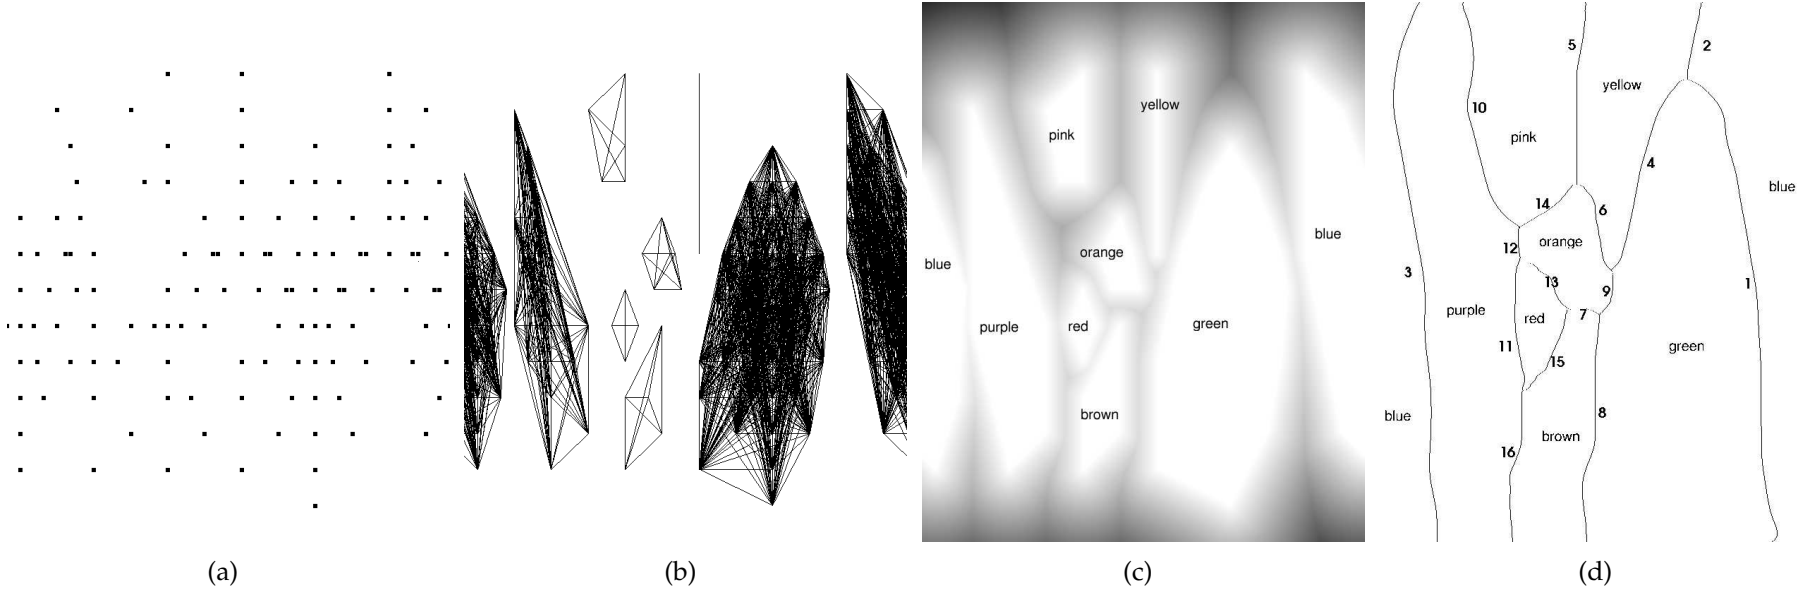 pink
yellow
orange
blue
blue
purple
red
green
brown
5
2
yellow
10
pink
4
blue
14
6
12
orange
3
13
9
1
purple
red
7
11
15
green
blue
8
brown
16
(a)
(b)
(c)
(d)